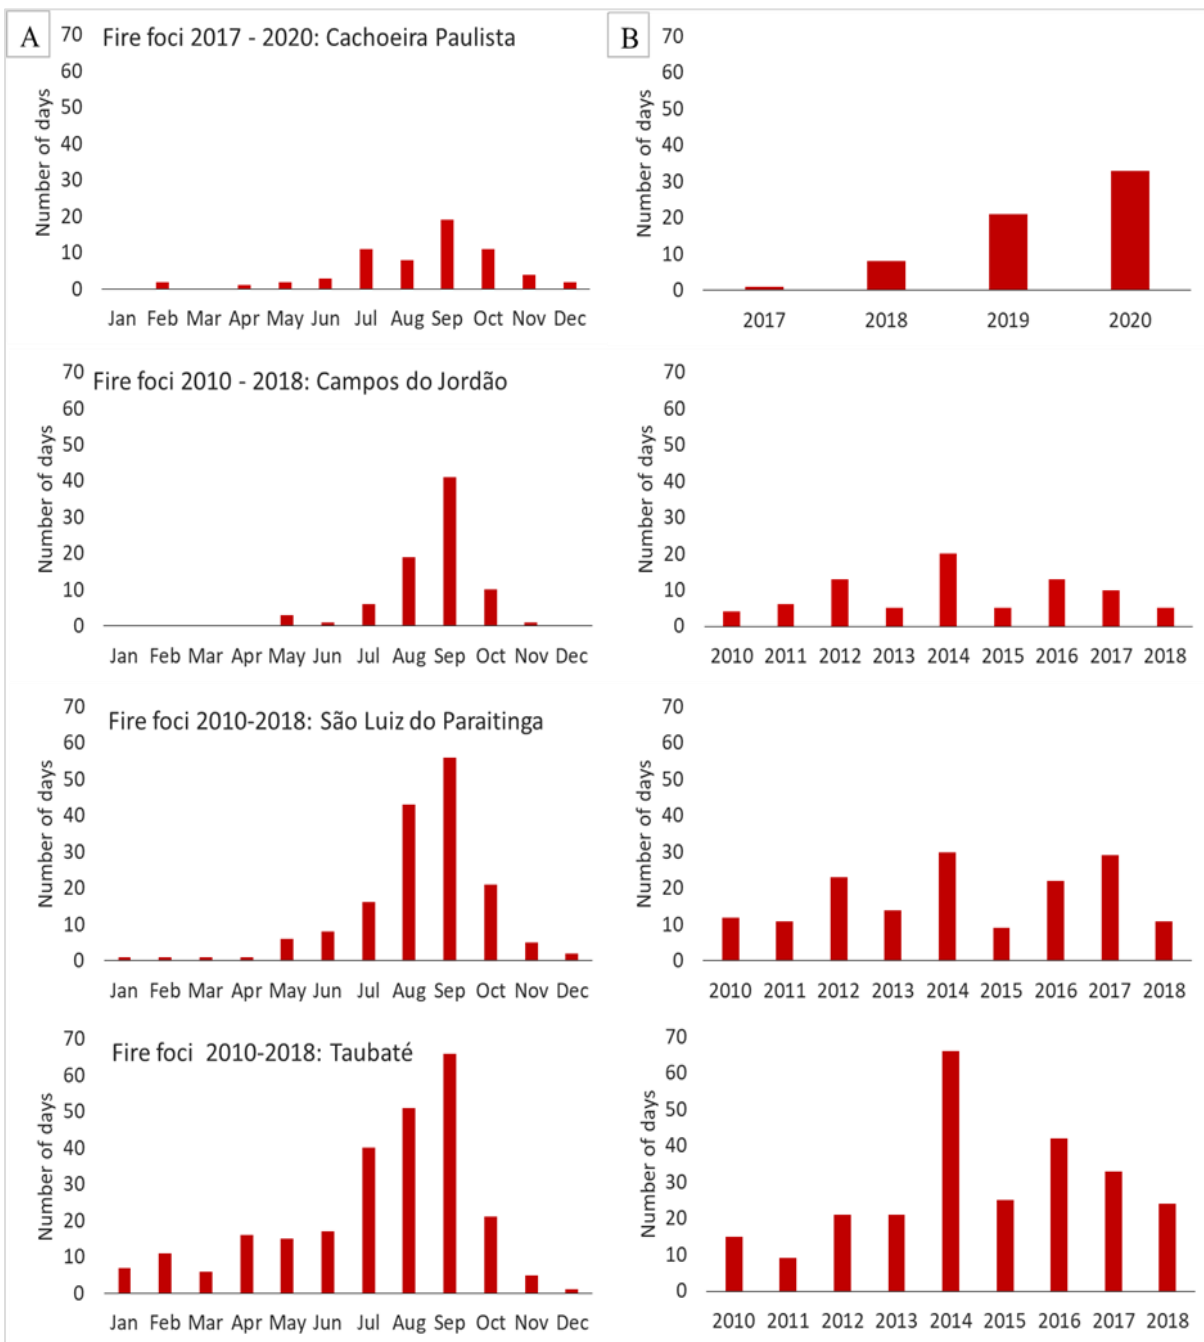 A
Fire foci 2017 - 2020: Cachoeira Paulista
Number of days
70
60
50
40
30
20
10
0
Jan Feb Mar Apr May Jun Jul Aug Sep Oct Nov Dec
B
Number of days
70
60
50
40
30
20
10
0
2017 2018 2019 2020
Fire foci 2010 - 2018: Campos do Jordão
Number of days
70
60
50
40
30
20
10
0
Jan Feb Mar Apr May Jun Jul Aug Sep Oct Nov Dec
Number of days
70
60
50
40
30
20
10
0
2010 2011 2012 2013 2014 2015 2016 2017 2018
Fire foci 2010-2018: São Luiz do Paraitinga
Number of days
70
60
50
40
30
20
10
0
Jan Feb Mar Apr May Jun Jul Aug Sep Oct Nov Dec
Number of days
70
60
50
40
30
20
10
0
2010 2011 2012 2013 2014 2015 2016 2017 2018
Fire foci 2010-2018: Taubaté
Number of days
70
60
50
40
30
20
10
0
Jan Feb Mar Apr May Jun Jul Aug Sep Oct Nov Dec
Number of days
70
60
50
40
30
20
10
0
2010 2011 2012 2013 2014 2015 2016 2017 2018